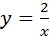 y = 2/x